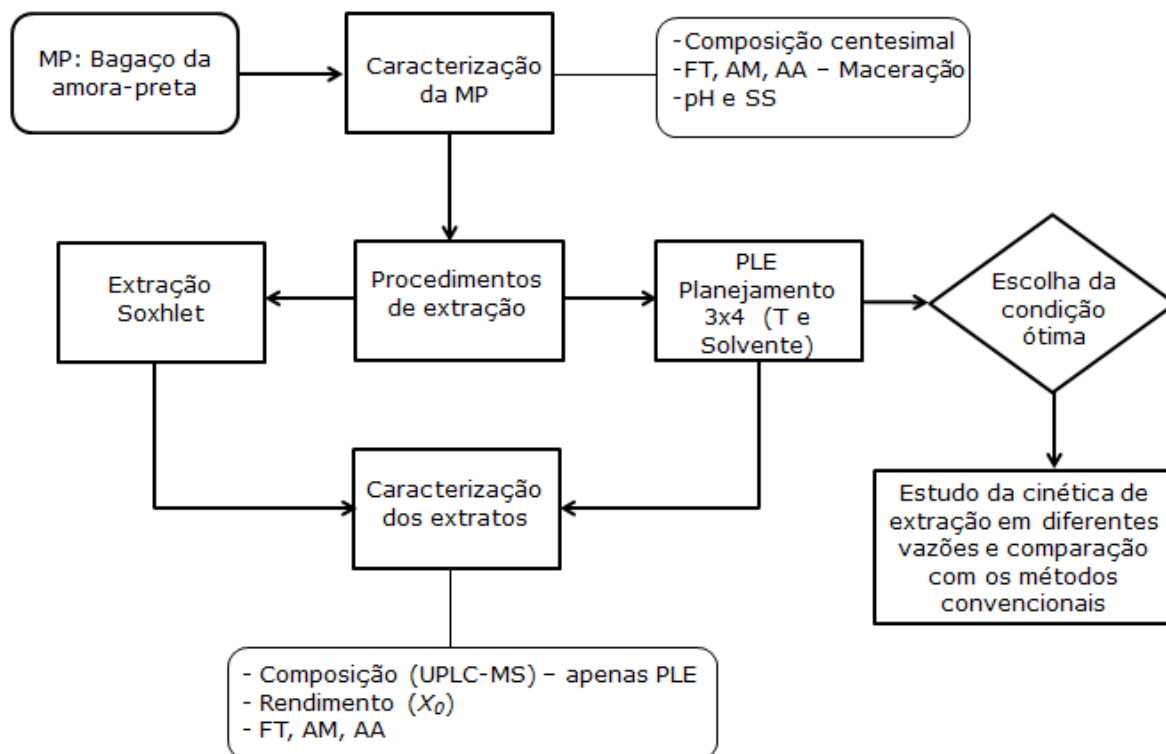 MP: Bagaço da
amora-preta
Caracterização
da MP
-Composição centesimal
-FT, AM, AA – Maceração
-pH e SS
Extração
Soxhlet
Procedimentos
de extração
PLE
Planejamento
3x4 (T e
Solvente)
Escolha da
condição
ótima
Caracterização
dos extratos
Estudo da cinética de
extração em diferentes
vazões e comparação
com os métodos
convencionais
- Composição (UPLC-MS) – apenas PLE
- Rendimento (X₀)
- FT, AM, AA